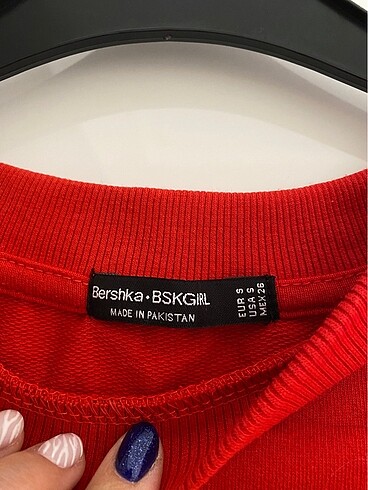 Bershka • BSKGIRL
MADE IN PAKISTAN
EUR S
USA S
MEX 26